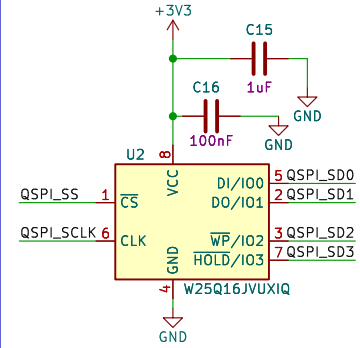 +3V3
C15
1uF
GND
C16
100nF
GND
U2
8
VCC
QSPI_SS 1 CS
QSPI_SCLK 6 CLK
DI/IO0 5 QSPI_SD0
DO/IO1 2 QSPI_SD1
WP/IO2 3 QSPI_SD2
HOLD/IO3 7 QSPI_SD3
GND
4
W25Q16JVUXIQ
GND